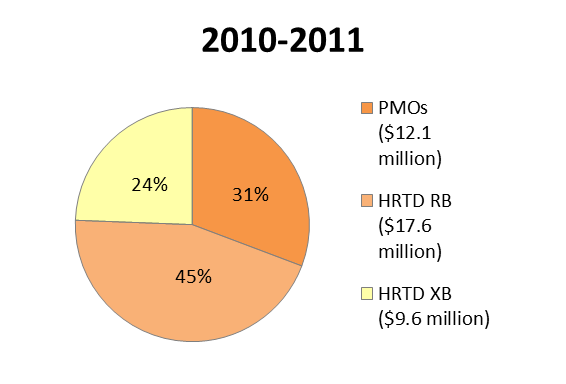 2010-2011
31%
45%
24%
PMOs
($12.1
million)
HRTD RB
($17.6
million)
HRTD XB
($9.6 million)